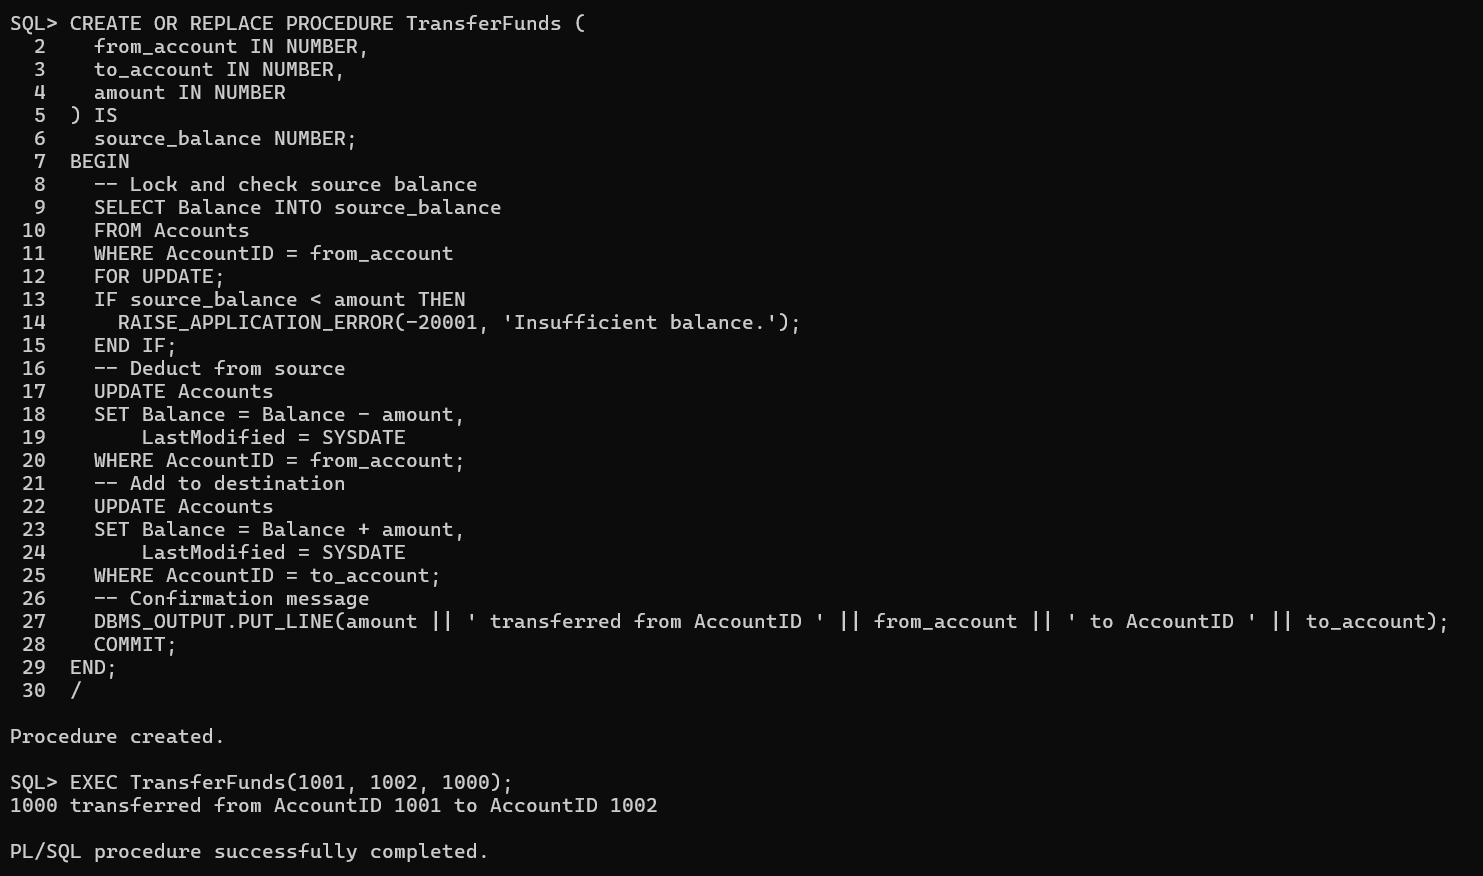 SQL> CREATE OR REPLACE PROCEDURE TransferFunds (
  2    from_account IN NUMBER,
  3    to_account IN NUMBER,
  4    amount IN NUMBER
  5  ) IS
  6    source_balance NUMBER;
  7  BEGIN
  8    -- Lock and check source balance
  9    SELECT Balance INTO source_balance
 10    FROM Accounts
 11    WHERE AccountID = from_account
 12    FOR UPDATE;
 13    IF source_balance < amount THEN
 14      RAISE_APPLICATION_ERROR(-20001, 'Insufficient balance.');
 15    END IF;
 16    -- Deduct from source
 17    UPDATE Accounts
 18    SET Balance = Balance - amount,
 19        LastModified = SYSDATE
 20    WHERE AccountID = from_account;
 21    -- Add to destination
 22    UPDATE Accounts
 23    SET Balance = Balance + amount,
 24        LastModified = SYSDATE
 25    WHERE AccountID = to_account;
 26    -- Confirmation message
 27    DBMS_OUTPUT.PUT_LINE(amount || ' transferred from AccountID ' || from_account || ' to AccountID ' || to_account);
 28    COMMIT;
 29  END;
 30  /

Procedure created.

SQL> EXEC TransferFunds(1001, 1002, 1000);
1000 transferred from AccountID 1001 to AccountID 1002

PL/SQL procedure successfully completed.